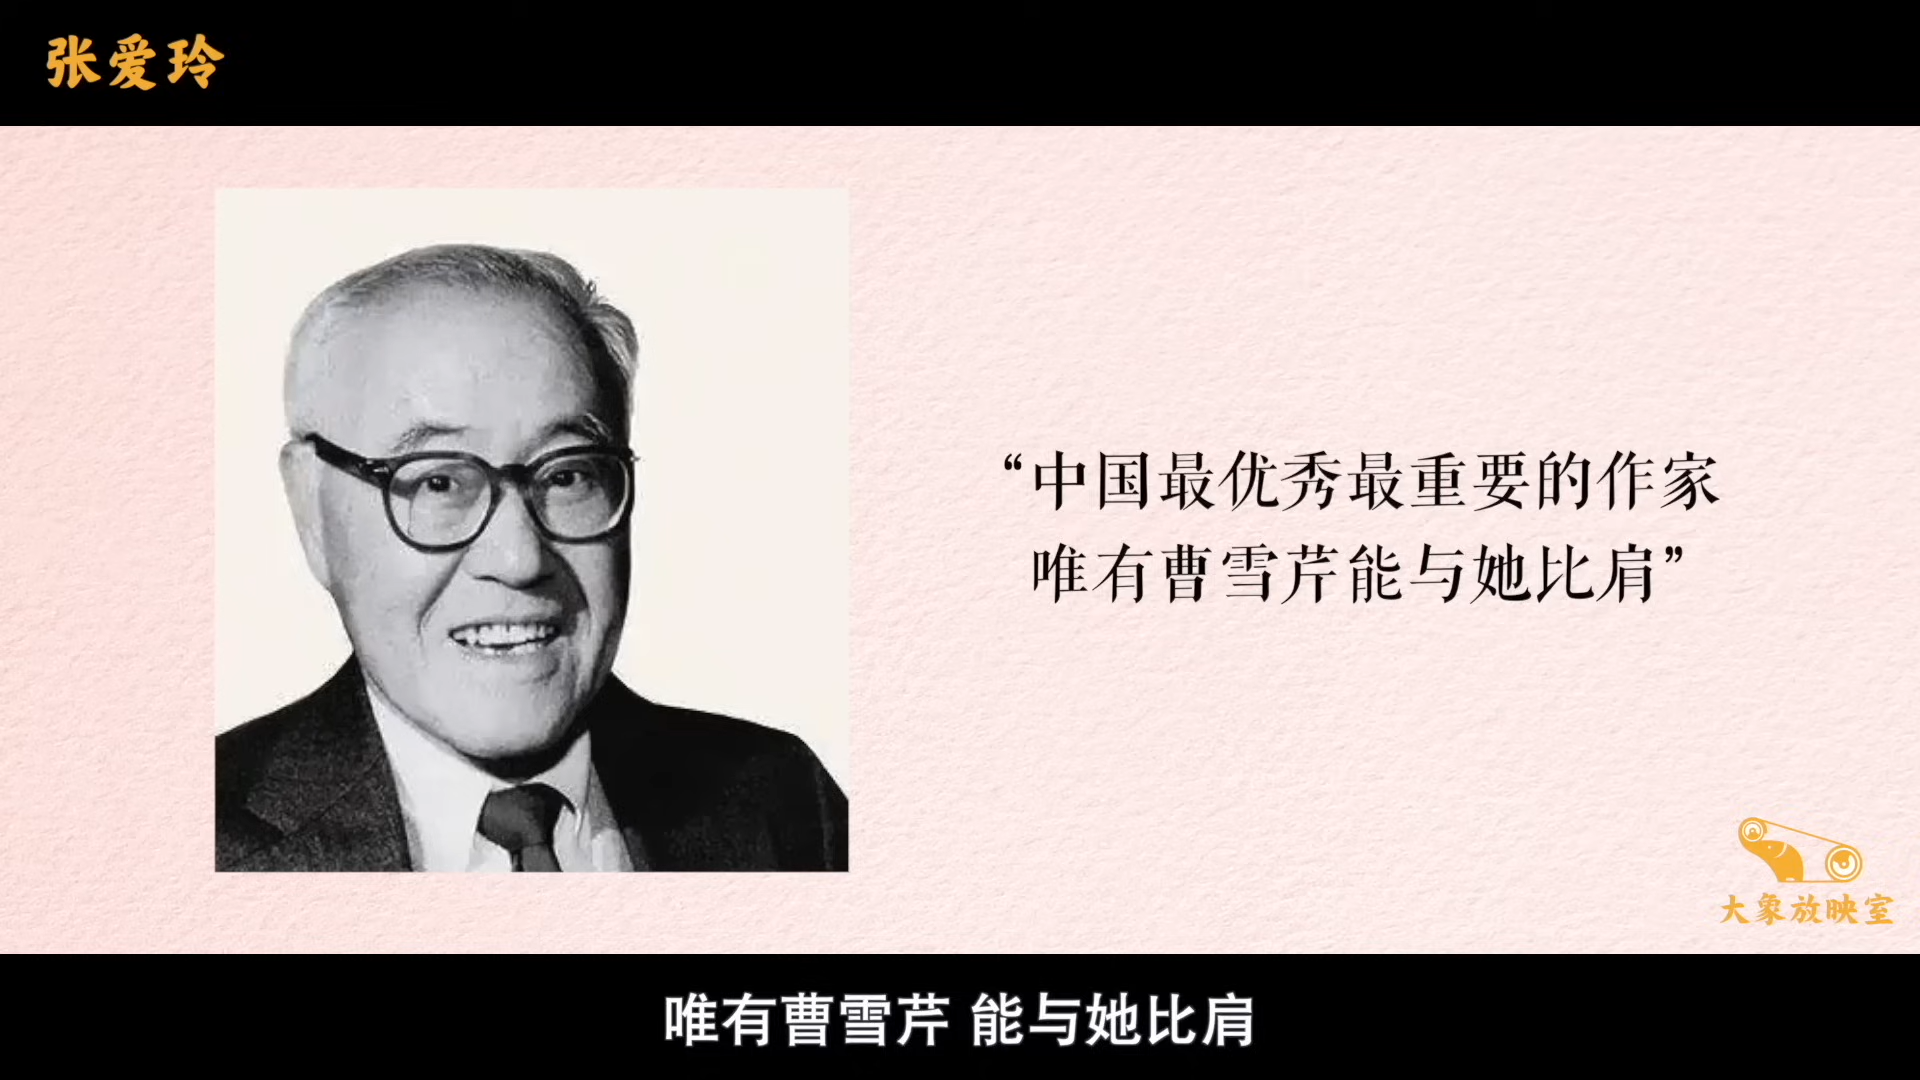 张爱玲
“中国最优秀最重要的作家
唯有曹雪芹能与她比肩”
大象放映室
唯有曹雪芹 能与她比肩